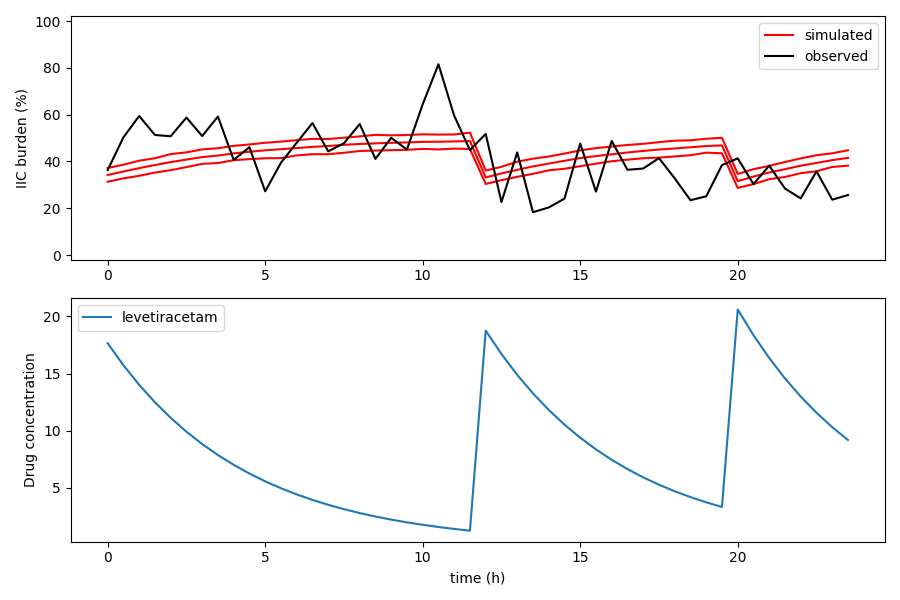 100
80
60
40
20
0
IIC burden (%)
simulated
observed
0 5 10 15 20
20
15
10
5
Drug concentration
levetiracetam
0 5 10 15 20
time (h)